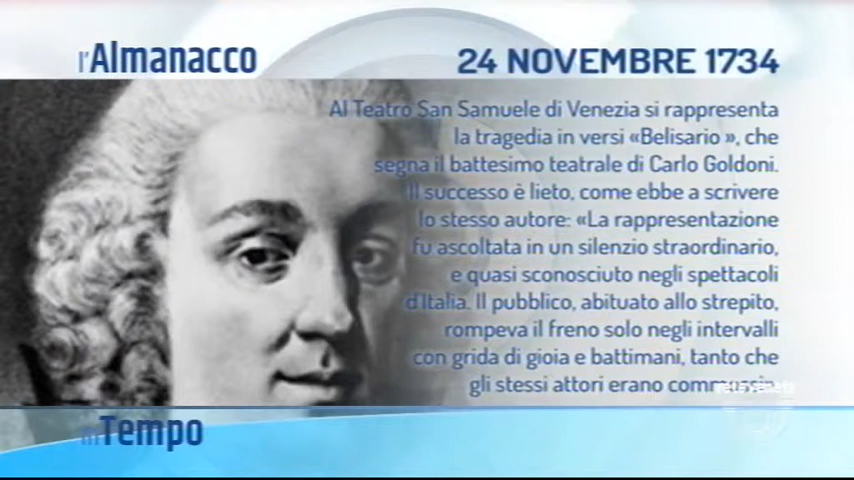 l'Almanacco
24 NOVEMBRE 1734
Al Teatro San Samuele di Venezia si rappresenta
la tragedia in versi «Belisario », che
segna il battesimo teatrale di Carlo Goldoni.
Il successo è lieto, come ebbe a scrivere
lo stesso autore: «La rappresentazione
fu ascoltata in un silenzio straordinario,
e quasi sconosciuto negli spettacoli
d'Italia. Il pubblico, abituato allo strepito,
rompeva il freno solo negli intervalli
con grida di gioia e battimani, tanto che
gli stessi attori erano
Tempo